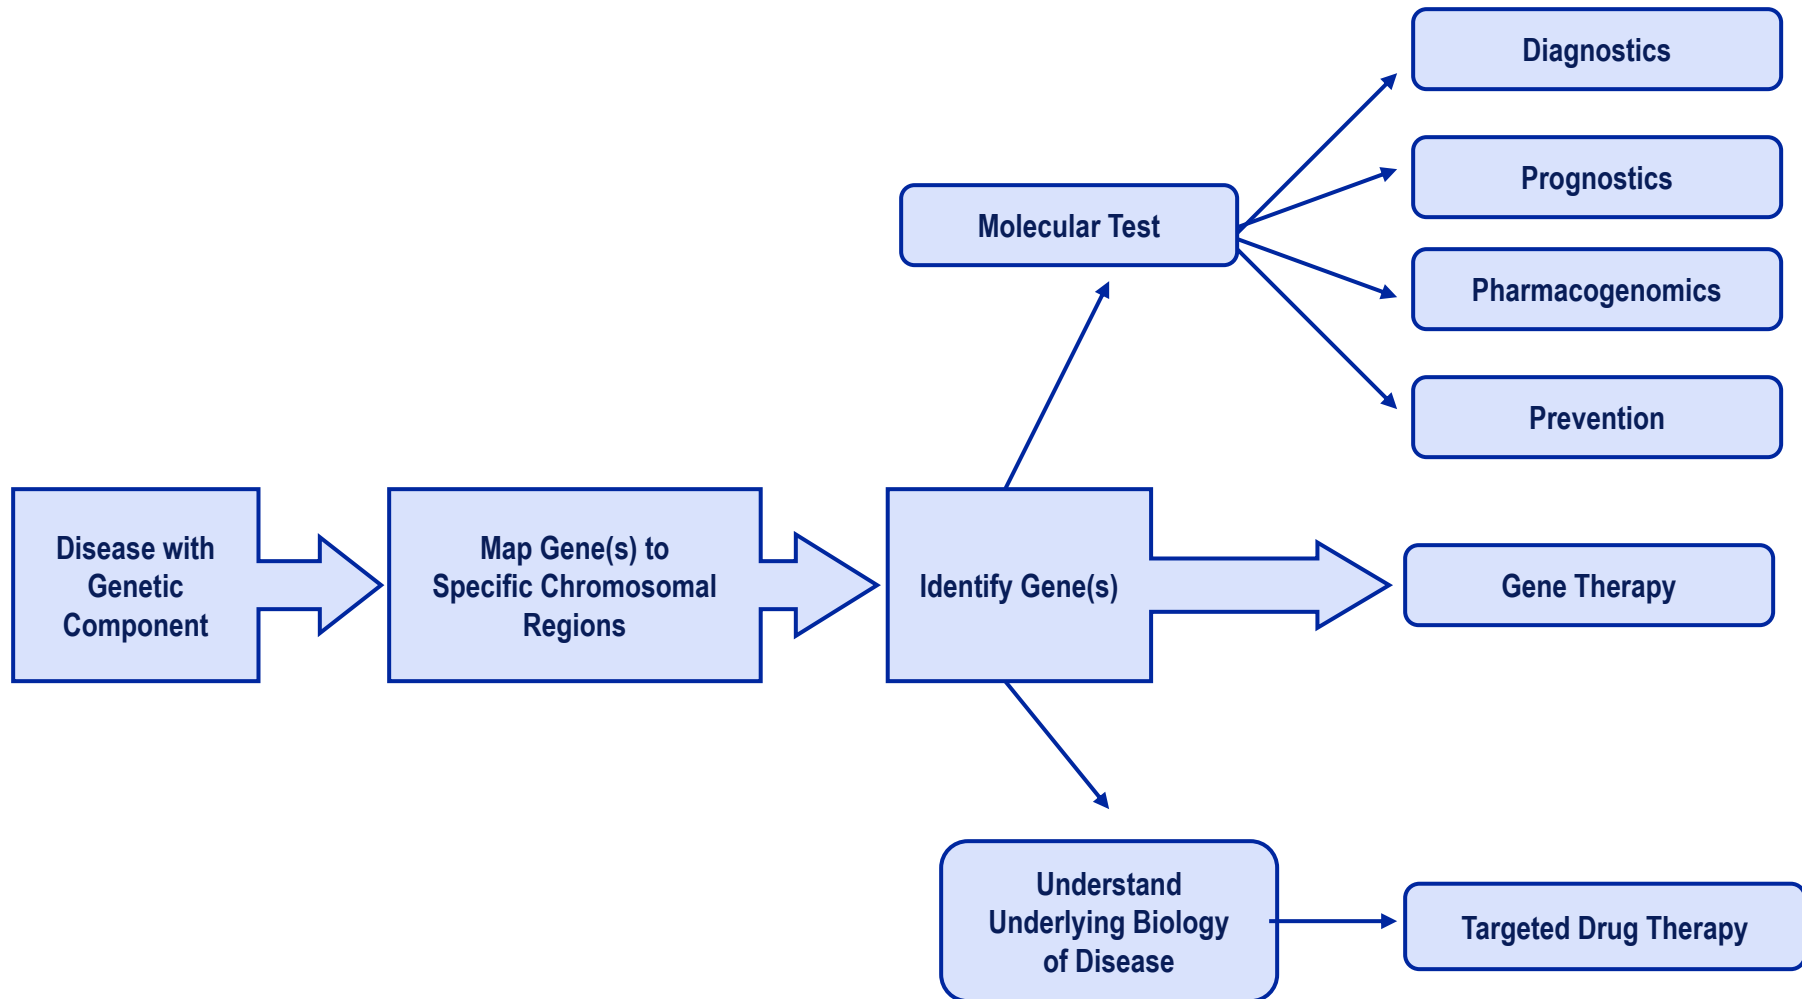 Diagnostics
Prognostics
Molecular Test
Pharmacogenomics
Prevention
Disease with
Genetic
Component
Map Gene(s) to
Specific Chromosomal
Regions
Identify Gene(s)
Gene Therapy
Understand
Underlying Biology
of Disease
Targeted Drug Therapy